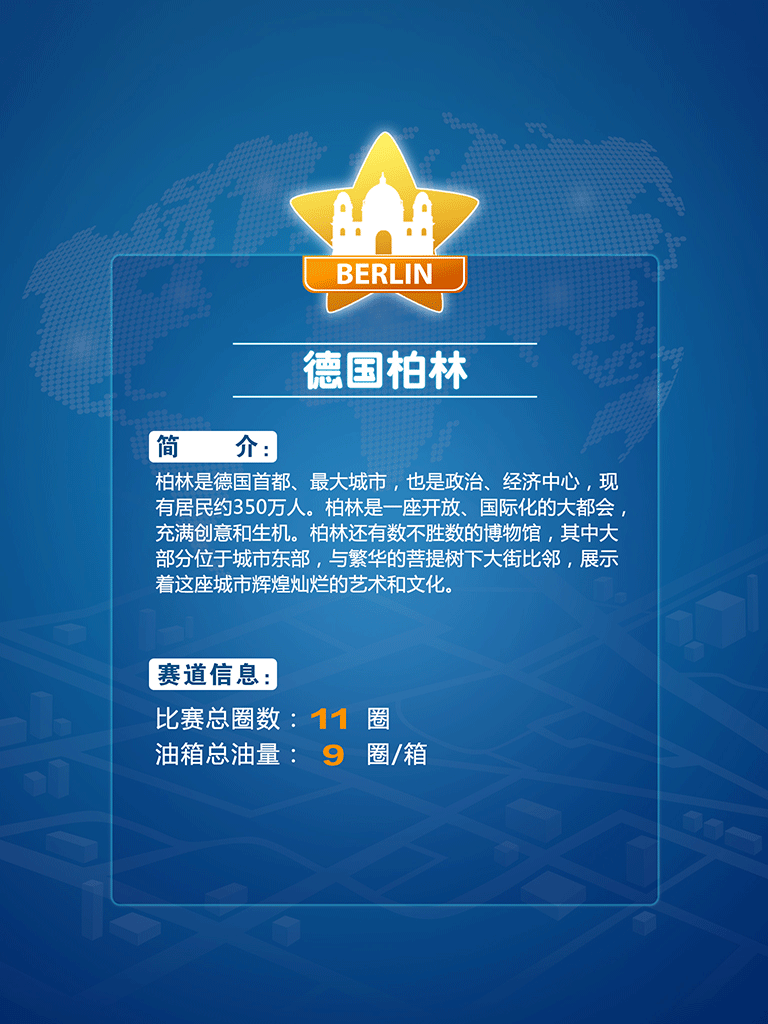 BERLIN
德国柏林
简 介:
柏林是德国首都、最大城市，也是政治、经济中心，现
有居民约350万人。柏林是一座开放、国际化的大都会，
充满创意和生机。柏林还有数不胜数的博物馆，其中大
部分位于城市东部，与繁华的菩提树下大街比邻，展示
着这座城市辉煌灿烂的艺术和文化。
赛道信息:
比赛总圈数： 11 圈
油箱总油量： 9 圈/箱